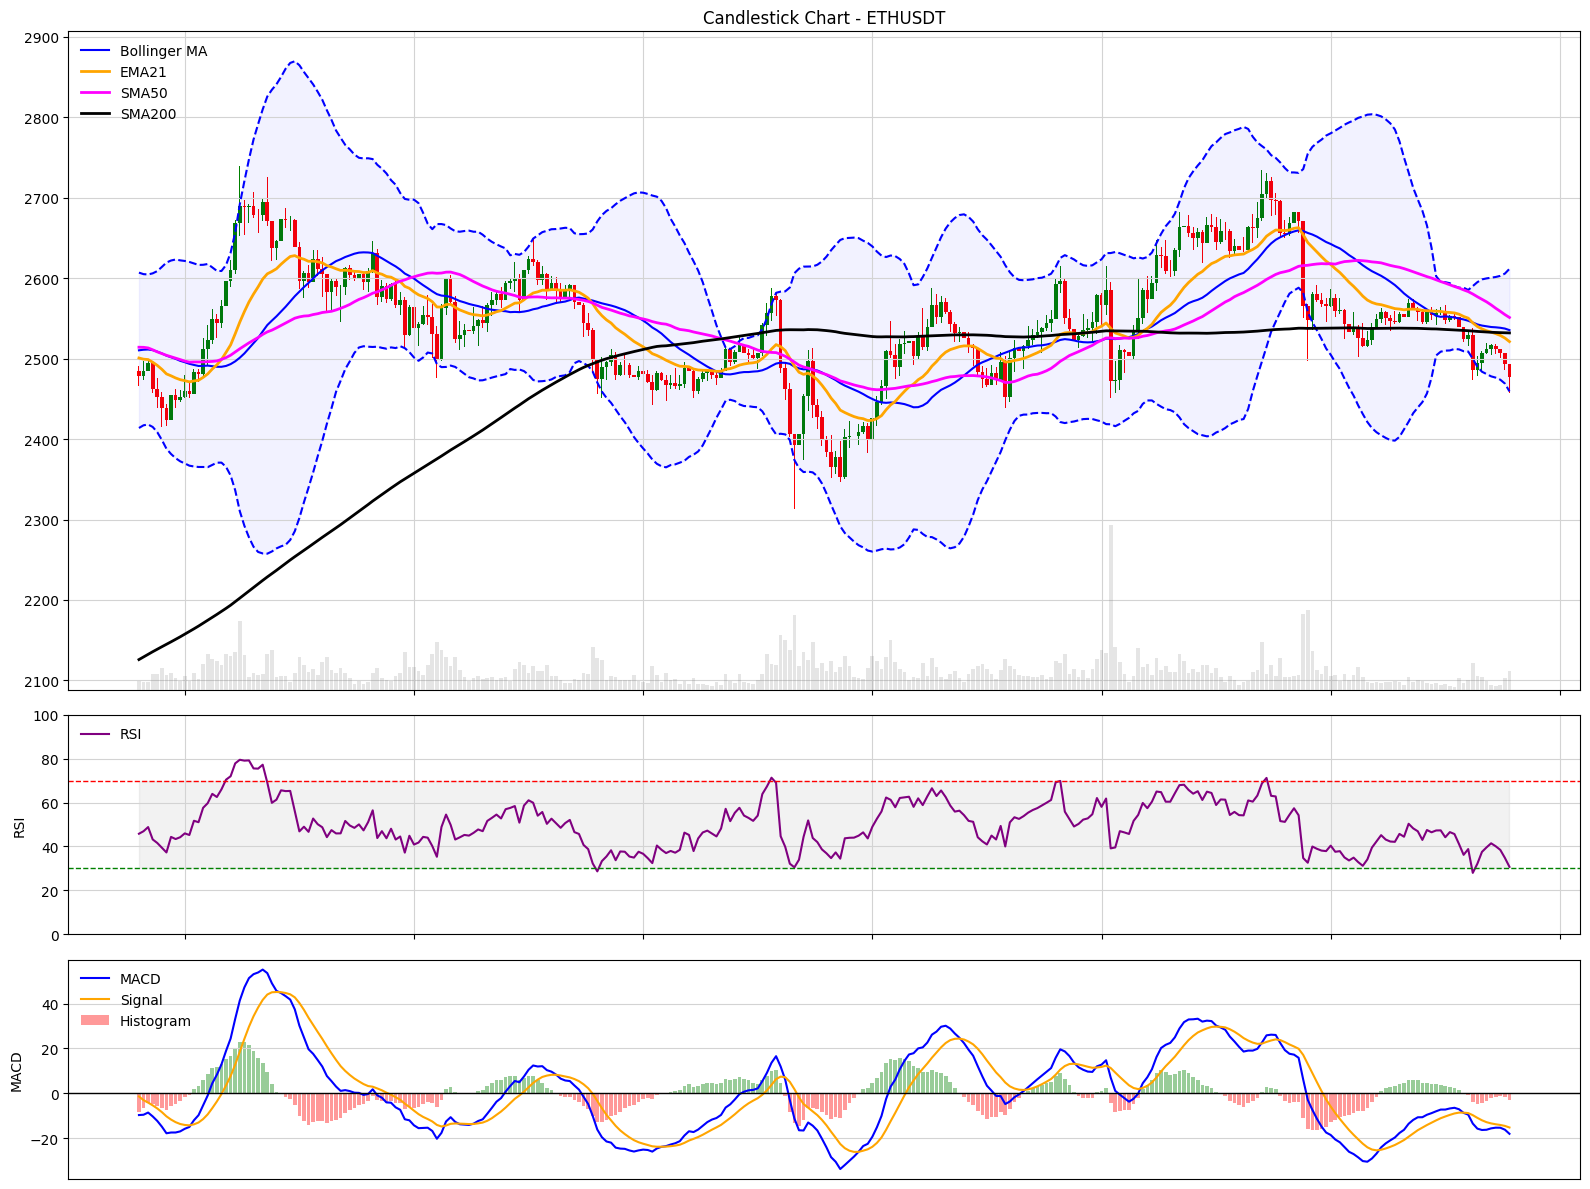 Candlestick Chart - ETHUSDT
2900
2800
2700
2600
2500
2400
2300
2200
2100
Bollinger MA
EMA21
SMA50
SMA200
100
80
60
40
20
0
RSI
RSI
40
20
0
−20
MACD
MACD
Signal
Histogram